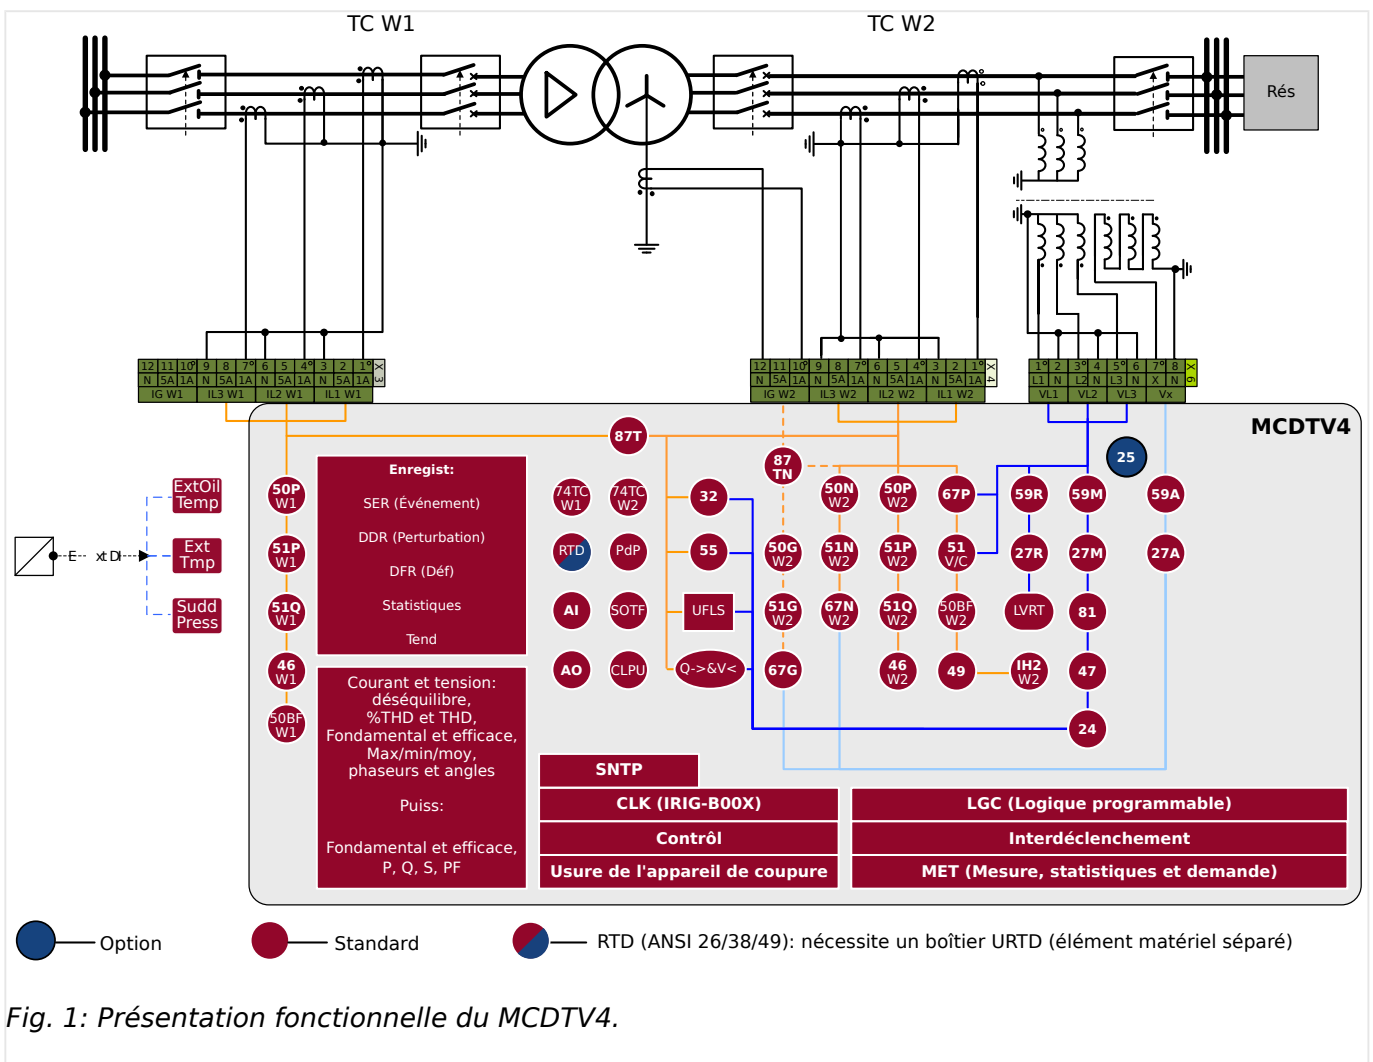 TC W1
TC W2
Rés
12 11 10° 9 8 7° 6 5 4° 3 2 1°
N 5A 1A N 5A 1A N 5A 1A N 5A 1A
IG W1 IL3 W1 IL2 W1 IL1 W1
X 3
12 11 10° 9 8 7° 6 5 4° 3 2 1°
N 5A 1A N 5A 1A N 5A 1A N 5A 1A
IG W2 IL3 W2 IL2 W2 IL1 W2
X 4
1° 2 3° 4 5 6 7° 8
L1 N L2 N L3 N X N
VL1 VL2 VL3 Vx
X 6
MCDTV4
87T
87
TN
25
ExtOil
Temp
Ext
Tmp
Sudd
Press
E xt DI
50P
W1
51P
W1
51Q
W1
46
W1
50BF
W1
Enregist:
SER (Événement)
DDR (Perturbation)
DFR (Déf)
Statistiques
Tend
Courant et tension:
déséquilibre,
%THD et THD,
Fondamental et efficace,
Max/min/moy,
phaseurs et angles
Puiss:
Fondamental et efficace,
P, Q, S, PF
74TC
W1
74TC
W2
32
RTD
PdP
55
AI
SOTF
UFLS
AO
CLPU
Q->&V<
50G
W2
51G
W2
67G
50N
W2
51N
W2
67N
W2
50P
W2
51P
W2
51Q
W2
46
W2
67P
51
V/C
50BF
W2
49
59R
27R
LVRT
IH2
W2
59M
27M
81
47
24
59A
27A
SNTP
CLK (IRIG-B00X)
Contrôl
Usure de l'appareil de coupure
LGC (Logique programmable)
Interdéclenchement
MET (Mesure, statistiques et demande)
Option
Standard
RTD (ANSI 26/38/49): nécessite un boîtier URTD (élément matériel séparé)
Fig. 1: Présentation fonctionnelle du MCDTV4.